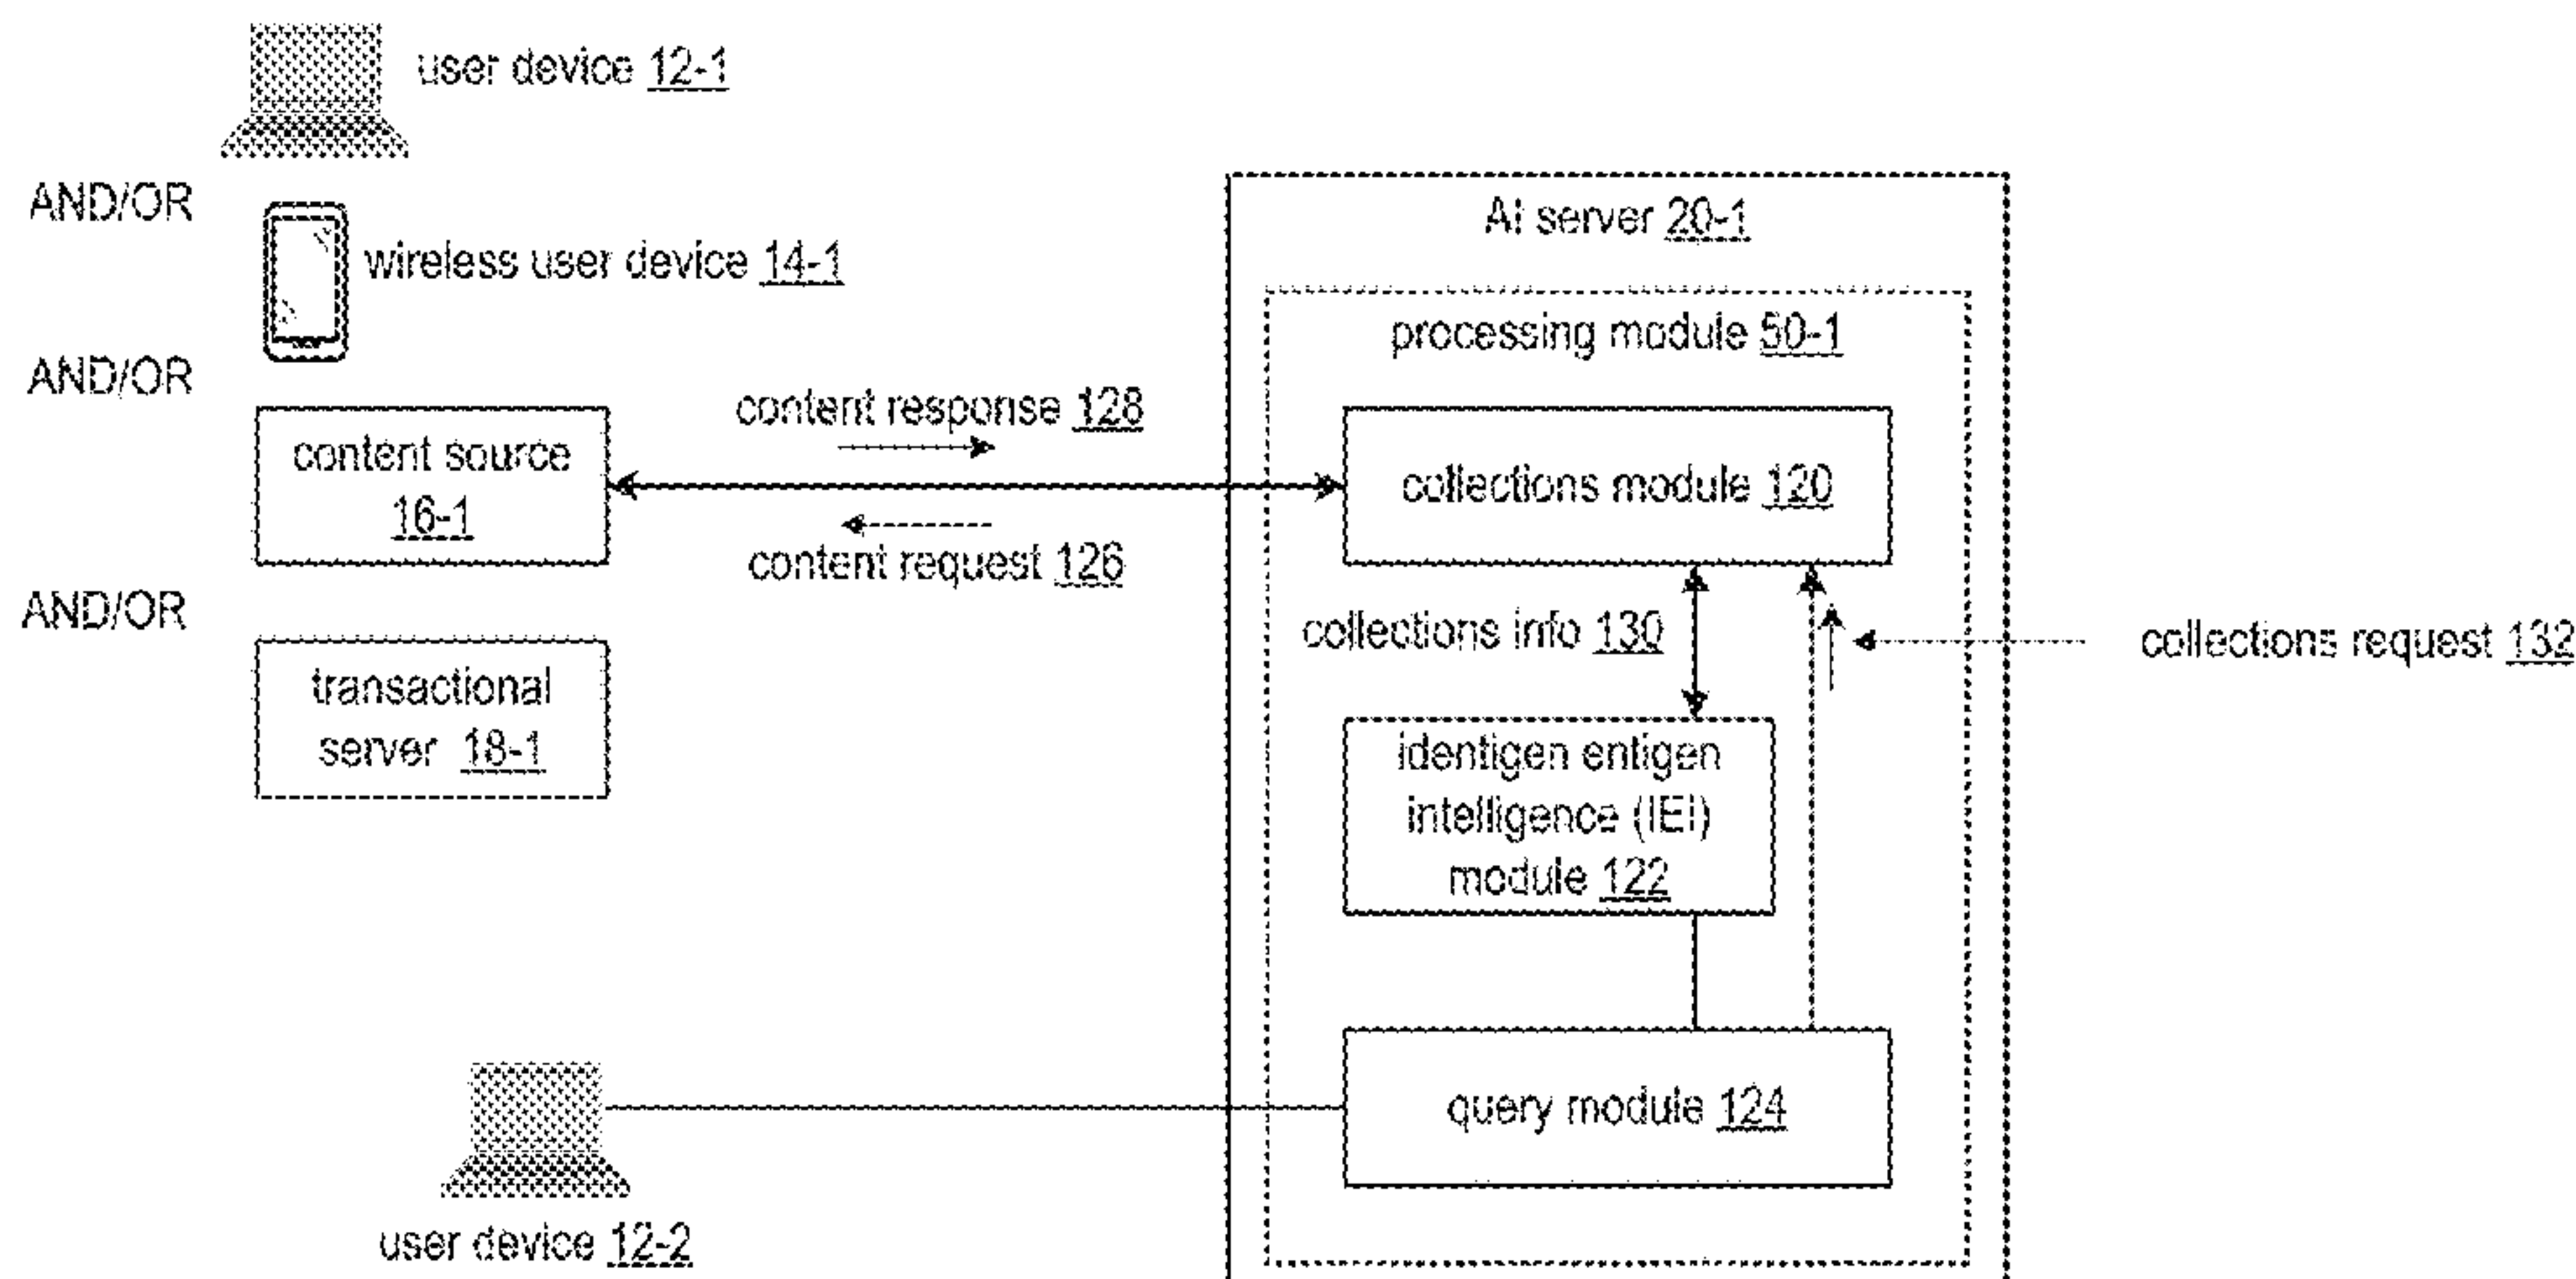 user device 12-1
AND/OR
wireless user device 14-1
AND/OR
content source
16-1
AND/OR
transactional
server 18-1
content response 128
content request 126
AI server 20-1
processing module 50-1
collections module 120
collections info 130
collections request 132
identigen entigen
intelligence (IEI)
module 122
query module 124
user device 12-2